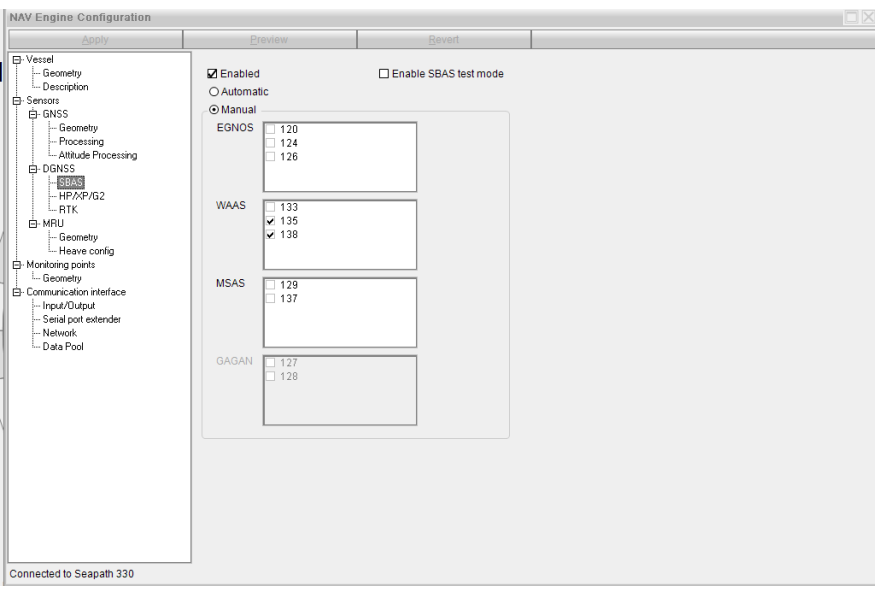 NAV Engine Configuration
Apply Preview Revert
Vessel
Geometry
Description
Sensors
GNSS
Geometry
Processing
Attitude Processing
DGNSS
SBAS
HP/XP/G2
RTK
MRU
Geometry
Heave config
Monitoring points
Geometry
Communication interface
Input/Output
Serial port extender
Network
Data Pool
Enabled Enable SBAS test mode
Automatic
Manual
EGNOS 120
124
126
WAAS 133
135
138
MSAS 129
137
GAGAN 127
128
Connected to Seapath 330